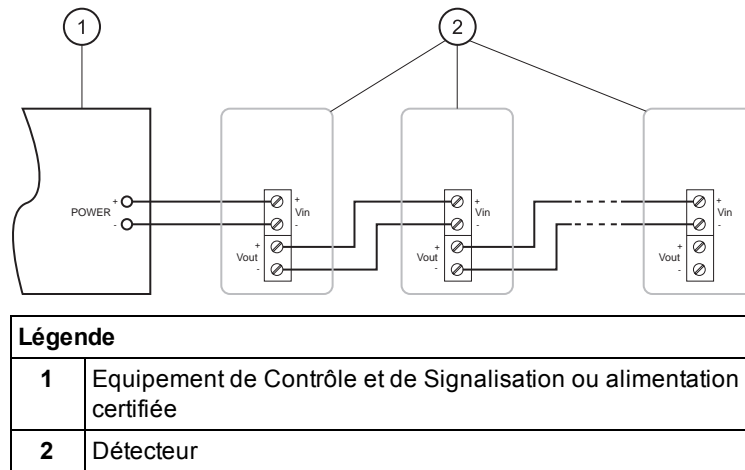 1 2
POWER + -
+ Vin -
+ Vout -
+ Vin -
+ Vout -
+ Vin -
+ Vout -
Légende
1 Equipement de Contrôle et de Signalisation ou alimentation
certifiée
2 Détecteur